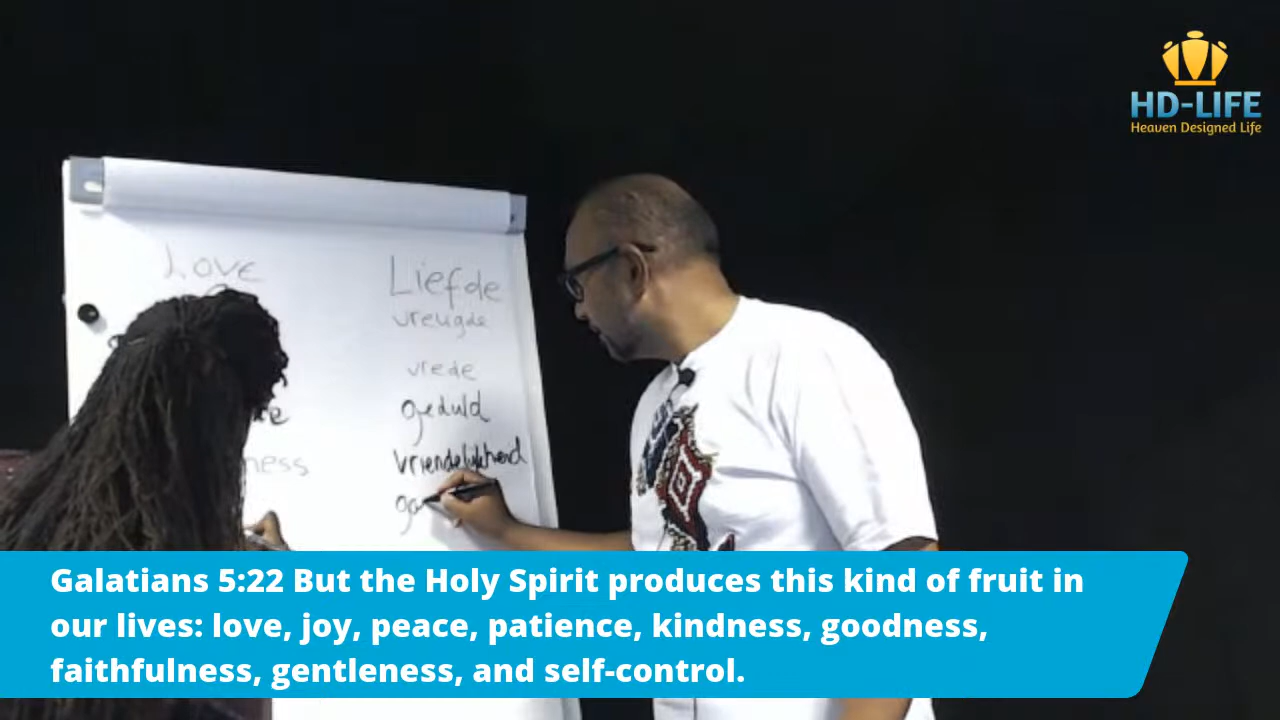 HD-LIFE
Heaven Designed Life
Love
Liefde
vreugde
vrede
geduld
ness
vriendelijkheid
Galatians 5:22 But the Holy Spirit produces this kind of fruit in
our lives: love, joy, peace, patience, kindness, goodness,
faithfulness, gentleness, and self-control.